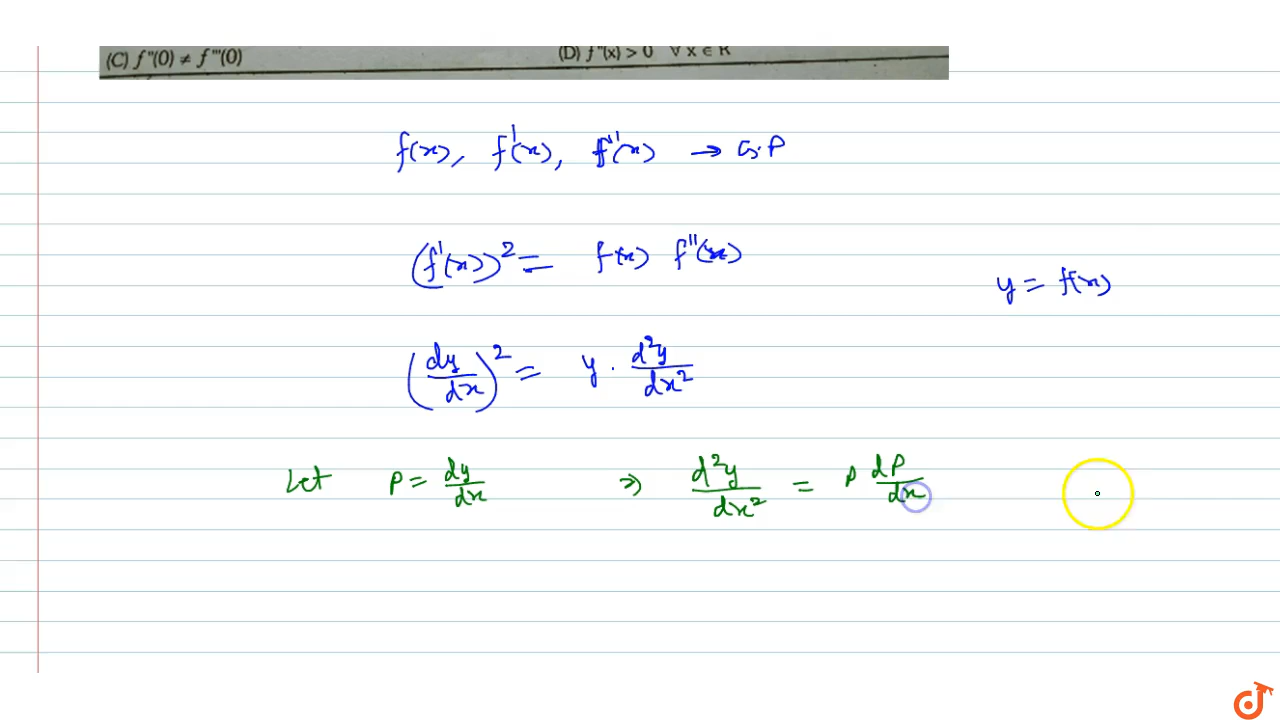 (C) f"(0) ≠ f'"(0) (D) f"(x) > 0 ∀ x ∈ R
f(x), f'(x), f''(x) → G.P
(f'(x))² = f(x) f''(x)
y = f(x)
(dy/dx)² = y · d²y/dx²
Let P = dy/dx ⇒ d²y/dx² = P dP/dx